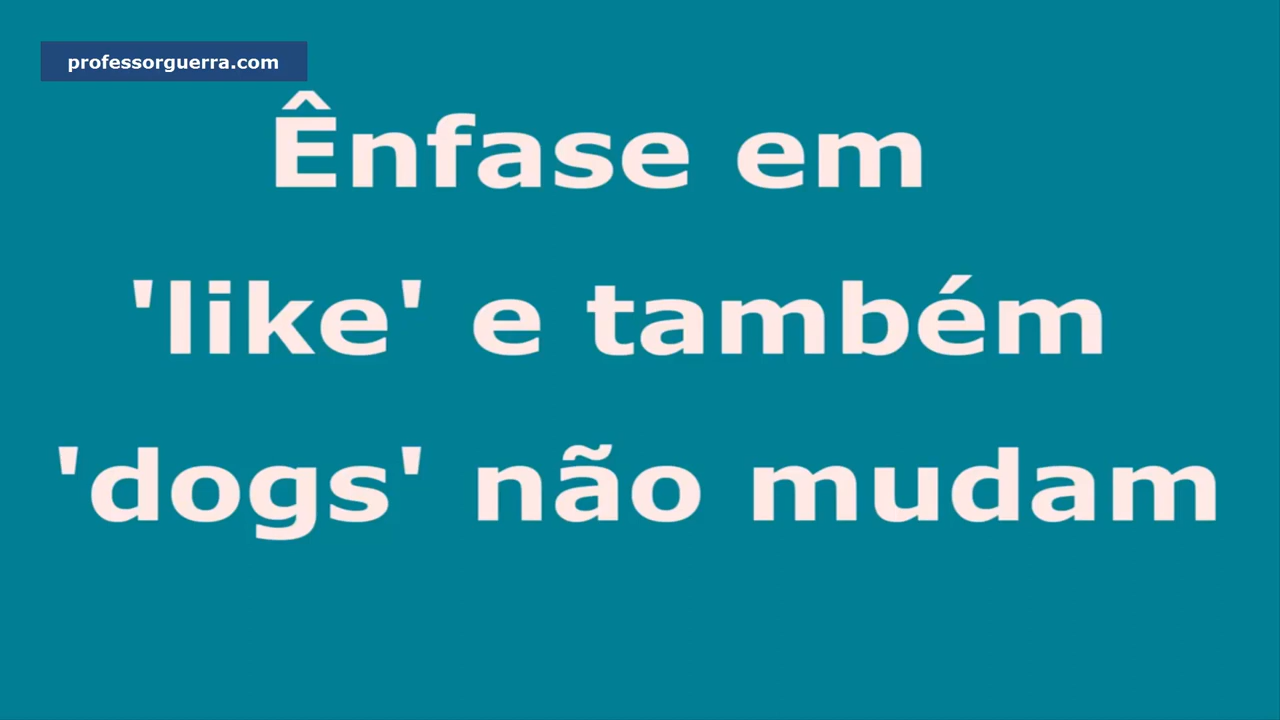 professorguerra.com
Ênfase em
'like' e também
'dogs' não mudam